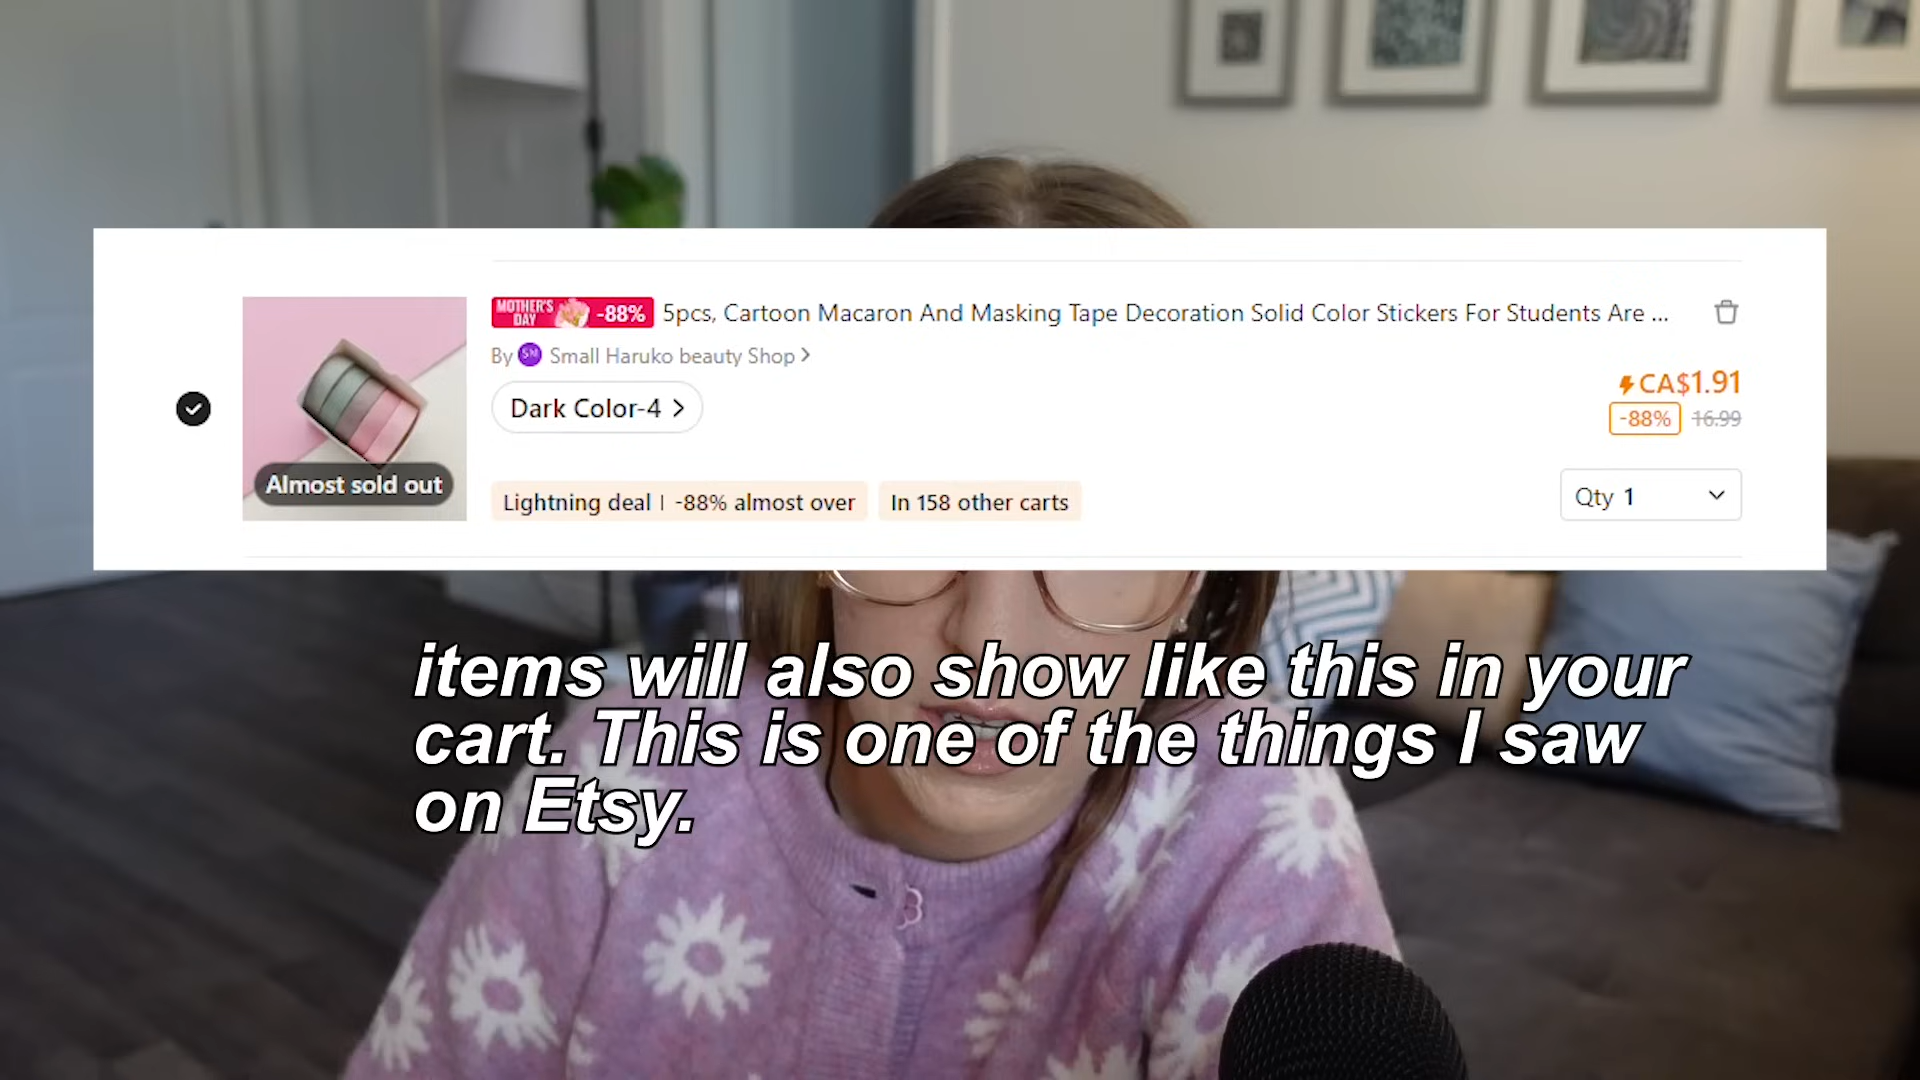 MOTHER'S DAY -88% 5pcs, Cartoon Macaron And Masking Tape Decoration Solid Color Stickers For Students Are ...
By SM Small Haruko beauty Shop >
CA$1.91
Dark Color-4 >
-88% 16.99
Almost sold out
Lightning deal | -88% almost over
In 158 other carts
Qty 1
items will also show like this in your
cart. This is one of the things I saw
on Etsy.